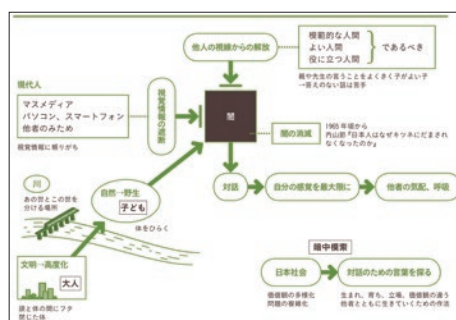 他人の視線からの解放
模範的な人間
よい人間
役に立つ人間
であるべき
親や先生の言うことをよくきく子がよい子
→答えのない話は苦手
現代人
マスメディア
パソコン、スマートフォン
他者のみため
視覚情報に頼りがち
視覚情報の遮断
闇
闇の消滅
1965年頃から
内山節『日本人はなぜキツネにだまされ
なくなったのか』
川
あの世とこの世を
分ける場所
自然→野生
子ども
体をひらく
対話
自分の感覚を最大限に
他者の気配、呼吸
文明→高度化
大人
頭と体の間にフタ
閉じた体
暗中模索
日本社会
価値観の多様化
問題の複雑化
対話のための言葉を探る
生まれ、育ち、立場、価値観の違う
他者とともに生きていくための作法